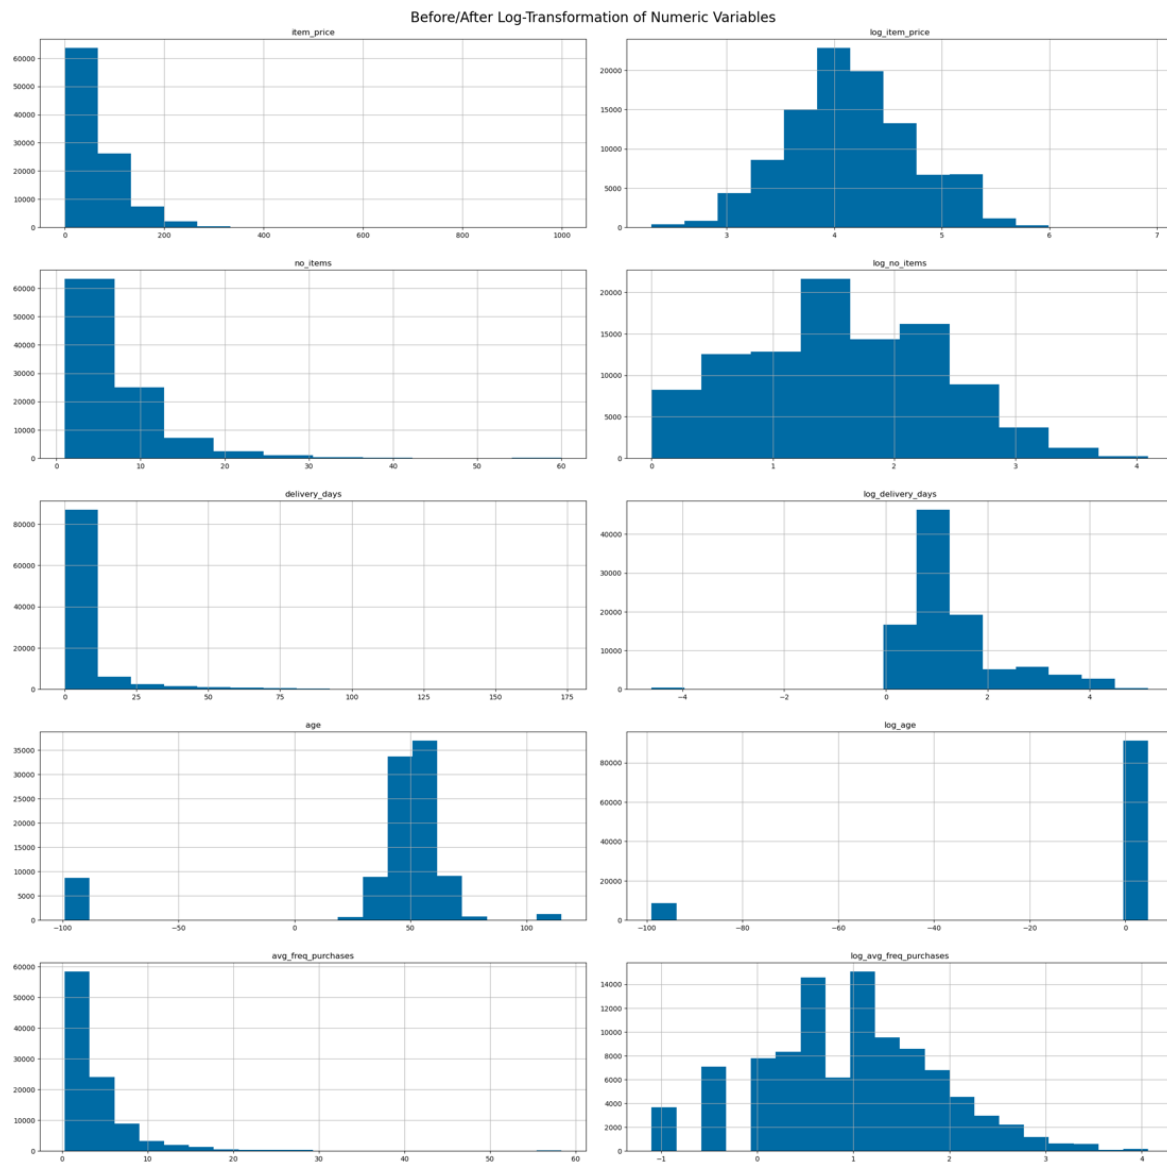 Before/After Log-Transformation of Numeric Variables
item_price
60000
50000
40000
30000
20000
10000
0
0 200 400 600 800 1000
log_item_price
20000
15000
10000
5000
0
3 4 5 6 7
no_items
60000
50000
40000
30000
20000
10000
0
0 10 20 30 40 50 60
log_no_items
20000
15000
10000
5000
0
0 1 2 3 4
delivery_days
80000
60000
40000
20000
0
0 25 50 75 100 125 150 175
log_delivery_days
40000
30000
20000
10000
0
−4 −2 0 2 4
age
35000
30000
25000
20000
15000
10000
5000
0
−100 −50 0 50 100
log_age
80000
60000
40000
20000
0
−100 −80 −60 −40 −20 0
avg_freq_purchases
60000
50000
40000
30000
20000
10000
0
0 10 20 30 40 50 60
log_avg_freq_purchases
14000
12000
10000
8000
6000
4000
2000
0
−1 0 1 2 3 4